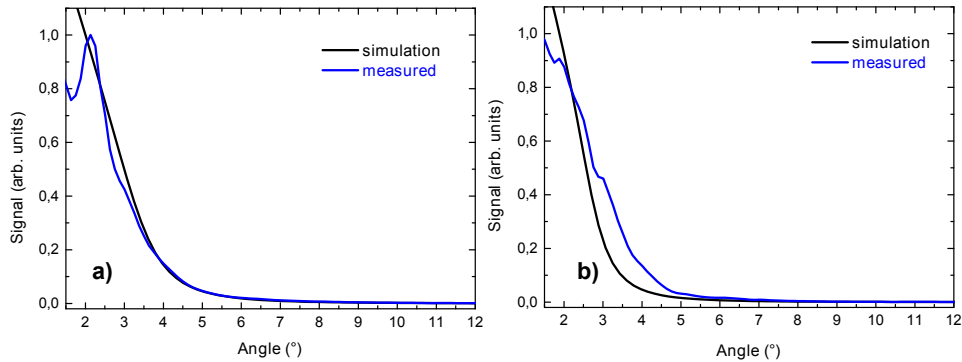 1,0
0,8
0,6
0,4
0,2
0,0
Signal (arb. units)
simulation
measured
a)
2 3 4 5 6 7 8 9 10 11 12
Angle (°)
1,0
0,8
0,6
0,4
0,2
0,0
Signal (arb. units)
simulation
measured
b)
2 3 4 5 6 7 8 9 10 11 12
Angle (°)